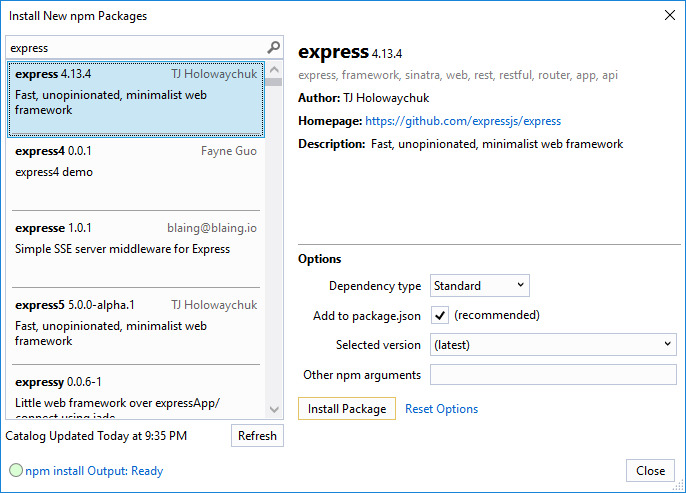 Install New npm Packages
express
express 4.13.4 TJ Holowaychuk
Fast, unopinionated, minimalist web
framework
express4 0.0.1 Fayne Guo
express4 demo
expresse 1.0.1 blaing@blaing.io
Simple SSE server middleware for Express
express5 5.0.0-alpha.1 TJ Holowaychuk
Fast, unopinionated, minimalist web
framework
expressy 0.0.6-1
Little web framework over expressApp/
connect using jade
Catalog Updated Today at 9:35 PM
Refresh
express 4.13.4
express, framework, sinatra, web, rest, restful, router, app, api
Author: TJ Holowaychuk
Homepage: https://github.com/expressjs/express
Description: Fast, unopinionated, minimalist web framework
Options
Dependency type Standard
Add to package.json (recommended)
Selected version (latest)
Other npm arguments
Install Package Reset Options
npm install Output: Ready
Close